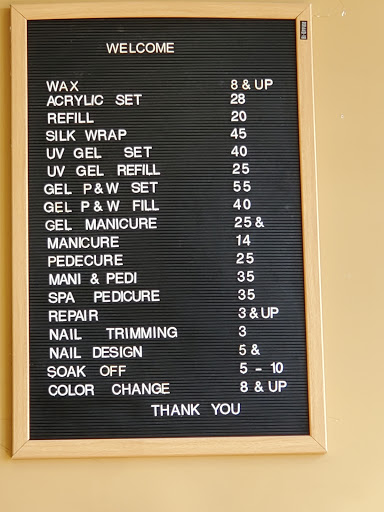 WELCOME
WAX 8 & UP
ACRYLIC SET 28
REFILL 20
SILK WRAP 45
UV GEL SET 40
UV GEL REFILL 25
GEL P&W SET 55
GEL P&W FILL 40
GEL MANICURE 25 &
MANICURE 14
PEDECURE 25
MANI & PEDI 35
SPA PEDICURE 35
REPAIR 3 & UP
NAIL TRIMMING 3
NAIL DESIGN 5 &
SOAK OFF 5 - 10
COLOR CHANGE 8 & UP
THANK YOU